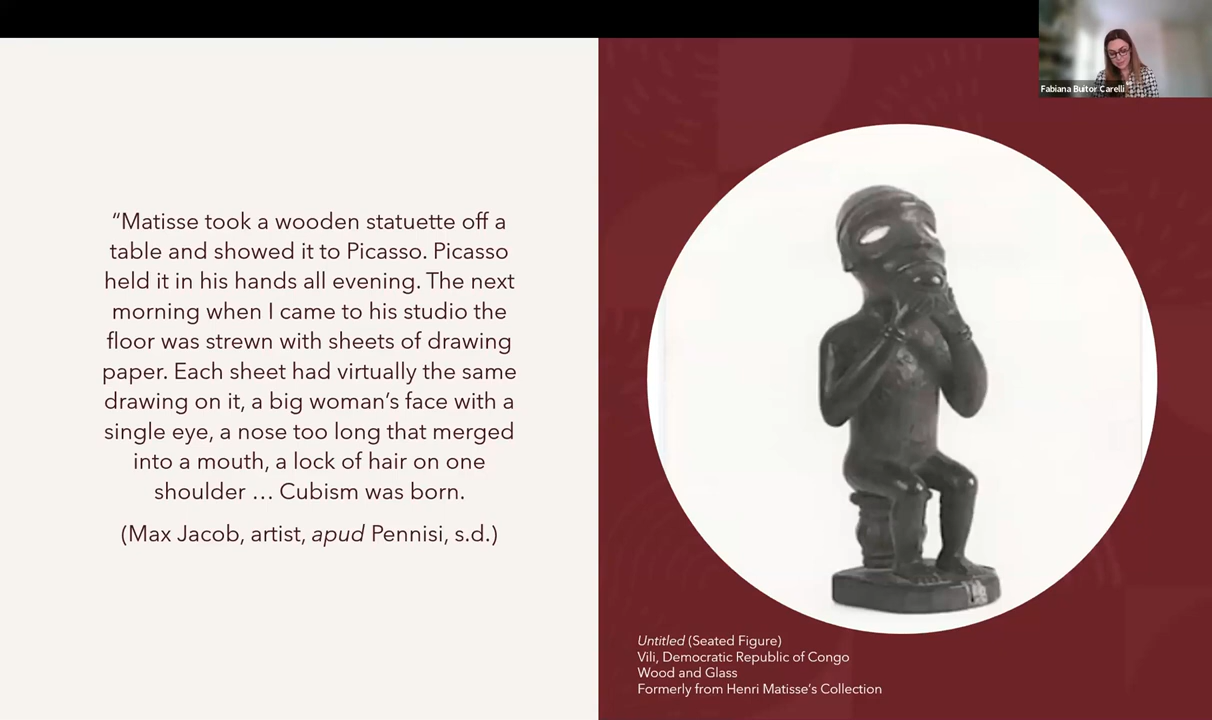 “Matisse took a wooden statuette off a
table and showed it to Picasso. Picasso
held it in his hands all evening. The next
morning when I came to his studio the
floor was strewn with sheets of drawing
paper. Each sheet had virtually the same
drawing on it, a big woman’s face with a
single eye, a nose too long that merged
into a mouth, a lock of hair on one
shoulder … Cubism was born.
(Max Jacob, artist, apud Pennisi, s.d.)
Fabiana Buitor Carelli
Untitled (Seated Figure)
Vili, Democratic Republic of Congo
Wood and Glass
Formerly from Henri Matisse’s Collection